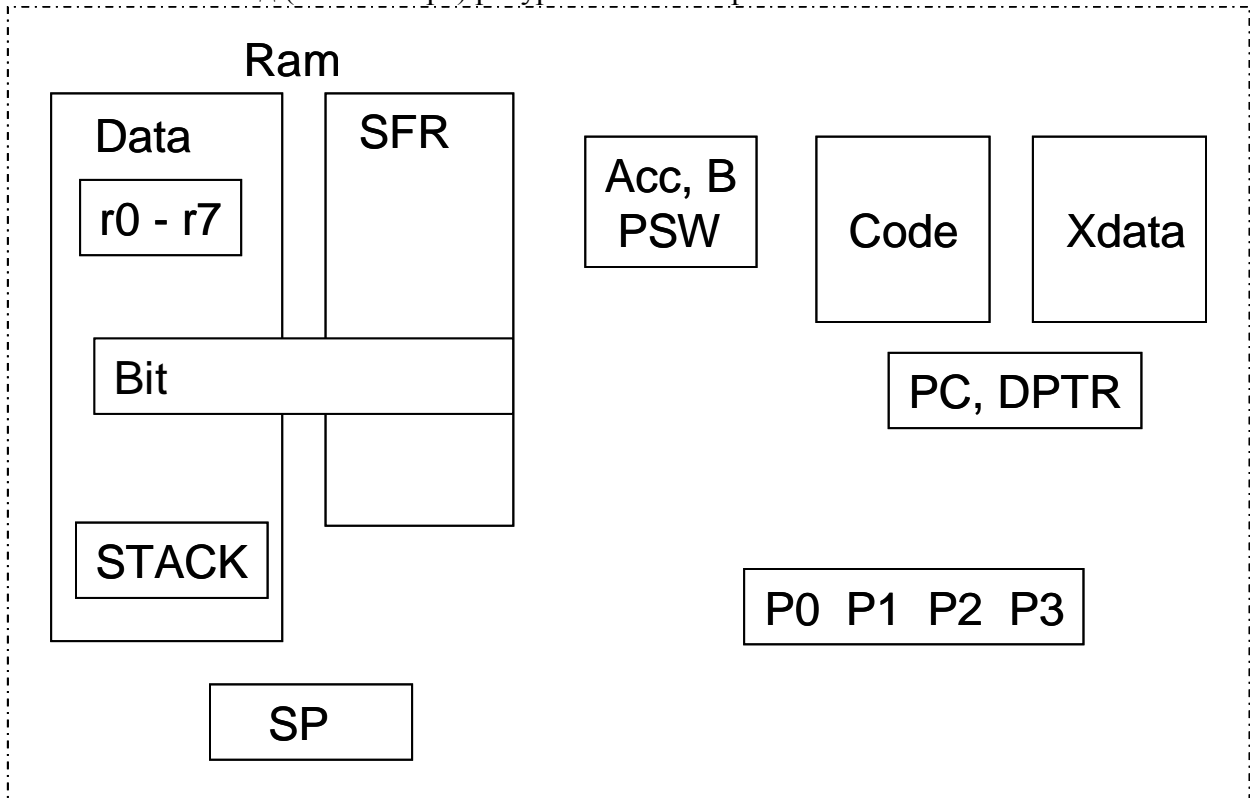 Ram
Data
r0 - r7
Bit
STACK
SFR
Acc, B
PSW
Code
Xdata
PC, DPTR
P0 P1 P2 P3
SP